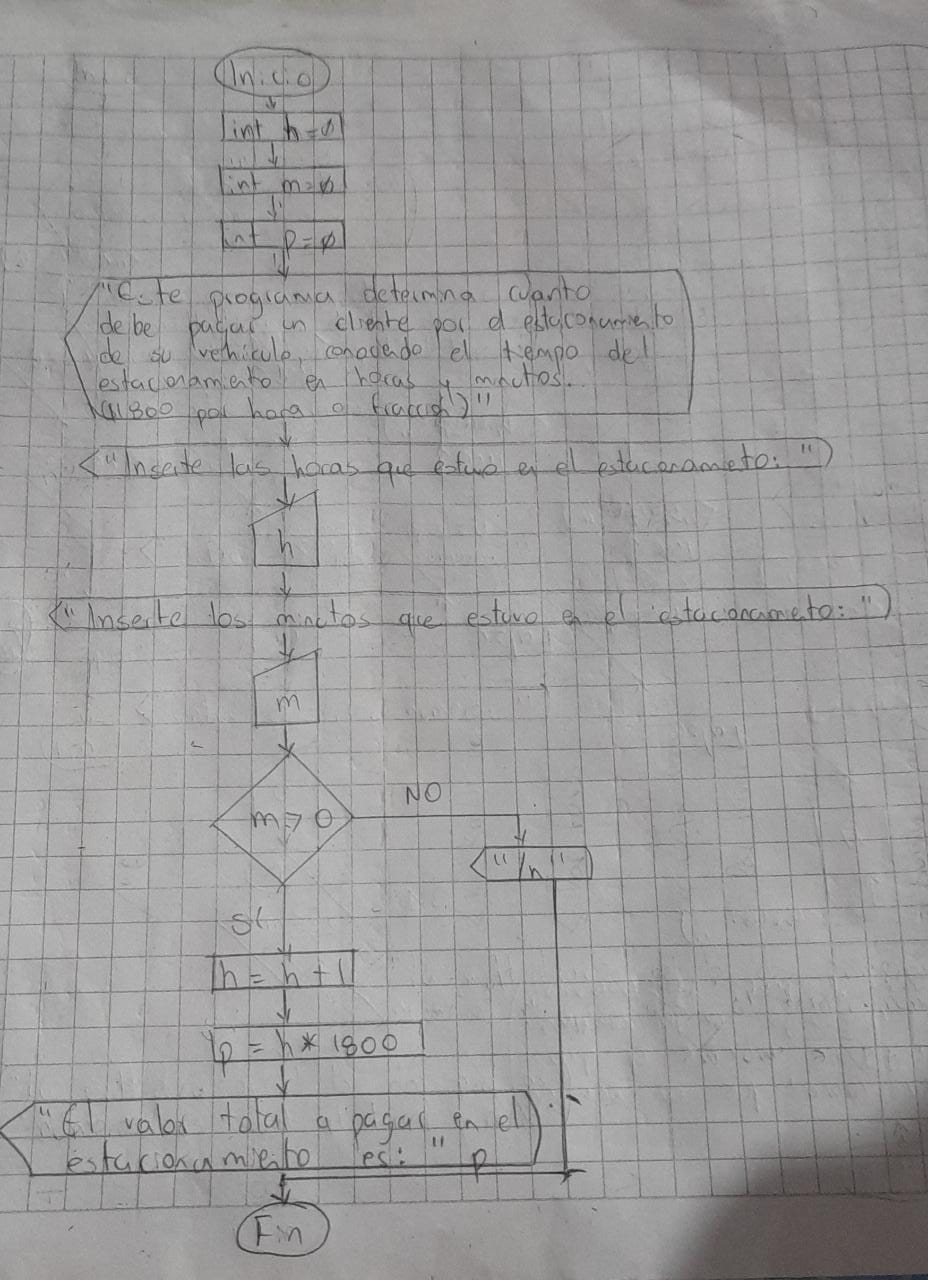 Inicio
int h=0
int m=0
int p=0
"Este programa determina cuanto
debe pagar un cliente por el estacionamiento
de su vehiculo, conociendo el tiempo del
estacionamiento en horas y minutos.
(1800 por hora o fracción)"
"Inserte las horas que estuvo en el estacionamieto: "
h
"Inserte los minutos que estuvo en el estacionamieto: "
m
m > 0
NO
"/n"
SI
h = h + 1
p = h * 1800
"El valor total a pagar en el
estacionamiento es: " p
Fin